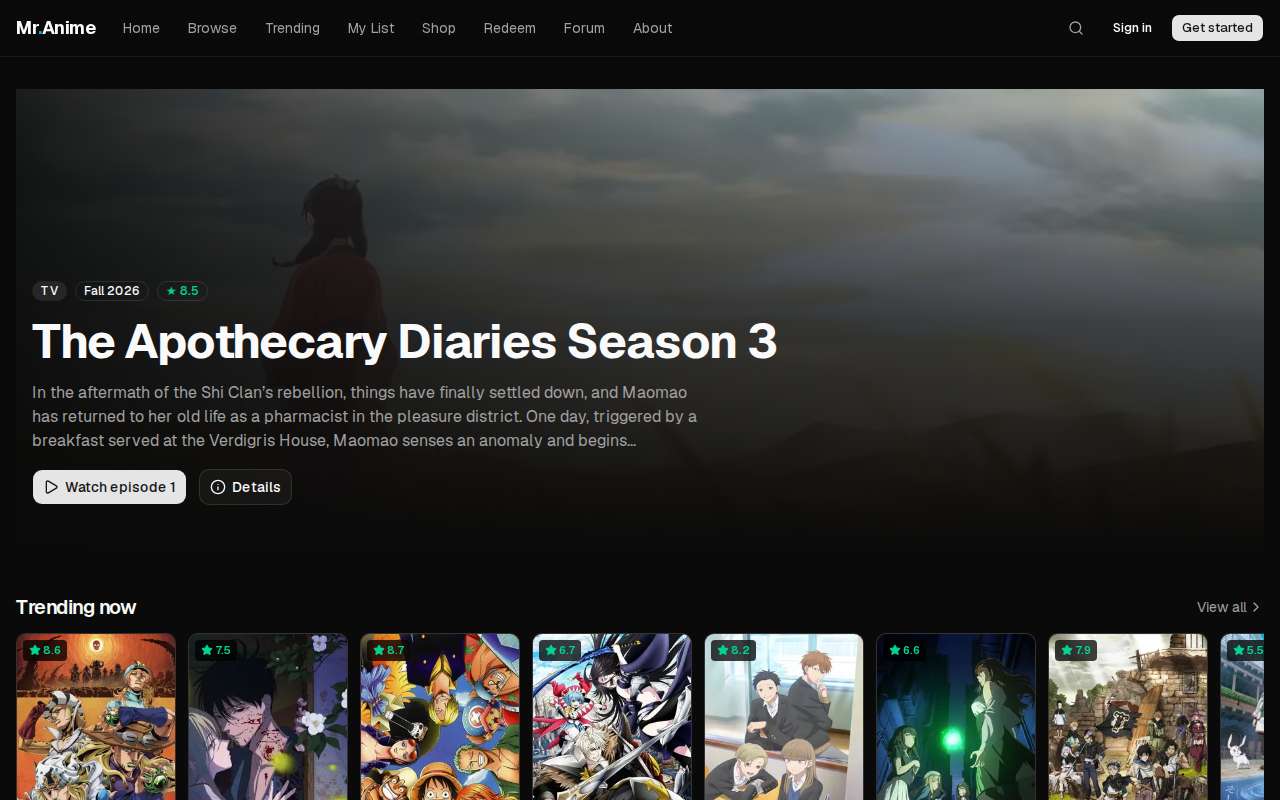 Mr.Anime Home Browse Trending My List Shop Redeem Forum About Sign in Get started
TV Fall 2026 ★ 8.5
The Apothecary Diaries Season 3
In the aftermath of the Shi Clan’s rebellion, things have finally settled down, and Maomao
has returned to her old life as a pharmacist in the pleasure district. One day, triggered by a
breakfast served at the Verdigris House, Maomao senses an anomaly and begins...
Watch episode 1 Details
Trending now View all
8.6 7.5 8.7 6.7 8.2 6.6 7.9 5.5